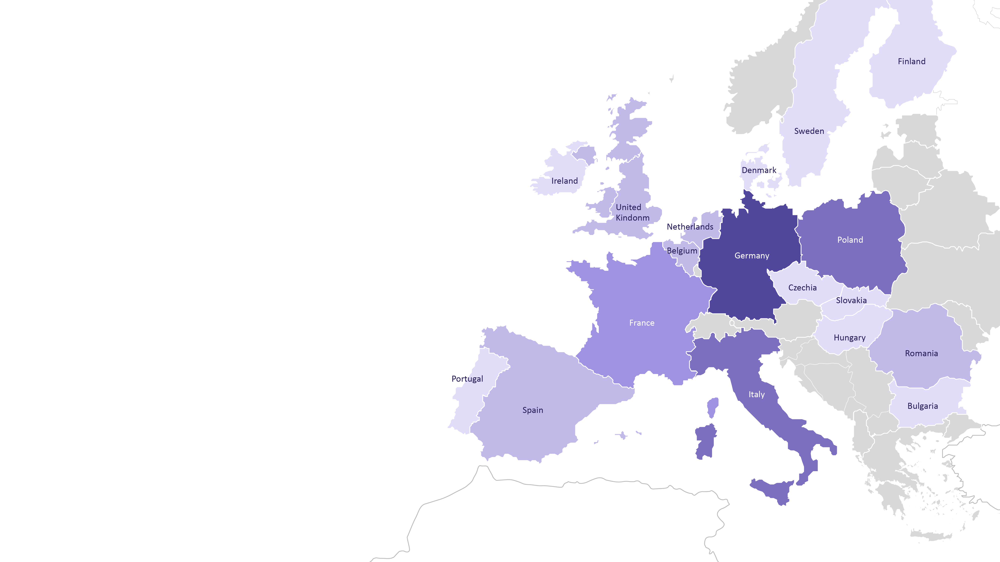 Finland
Sweden
Denmark
Ireland
United
Kindonm
Netherlands
Poland
Belgium
Germany
Czechia
Slovakia
France
Hungary
Romania
Portugal
Italy
Bulgaria
Spain